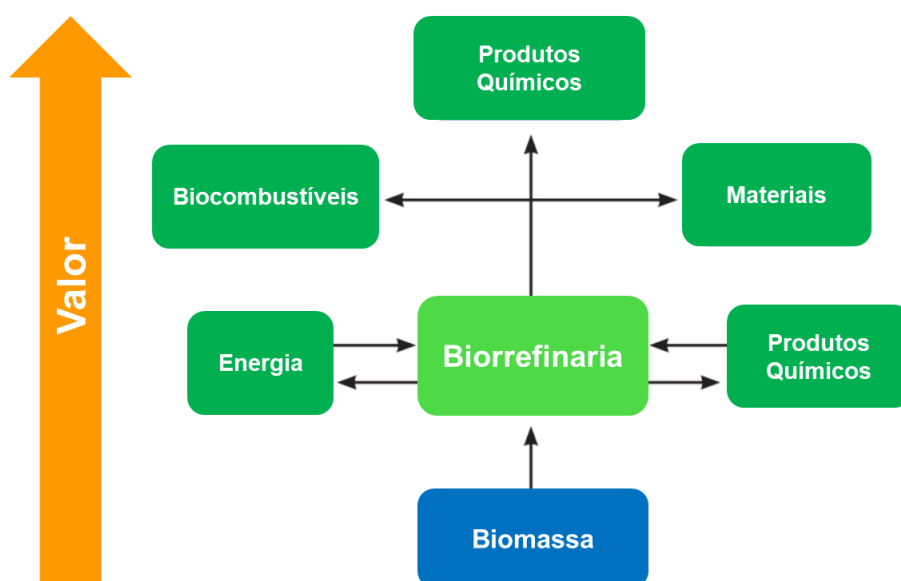 Produtos
Químicos
Biocombustíveis
Materiais
Valor
Energia
Biorrefinaria
Produtos
Químicos
Biomassa